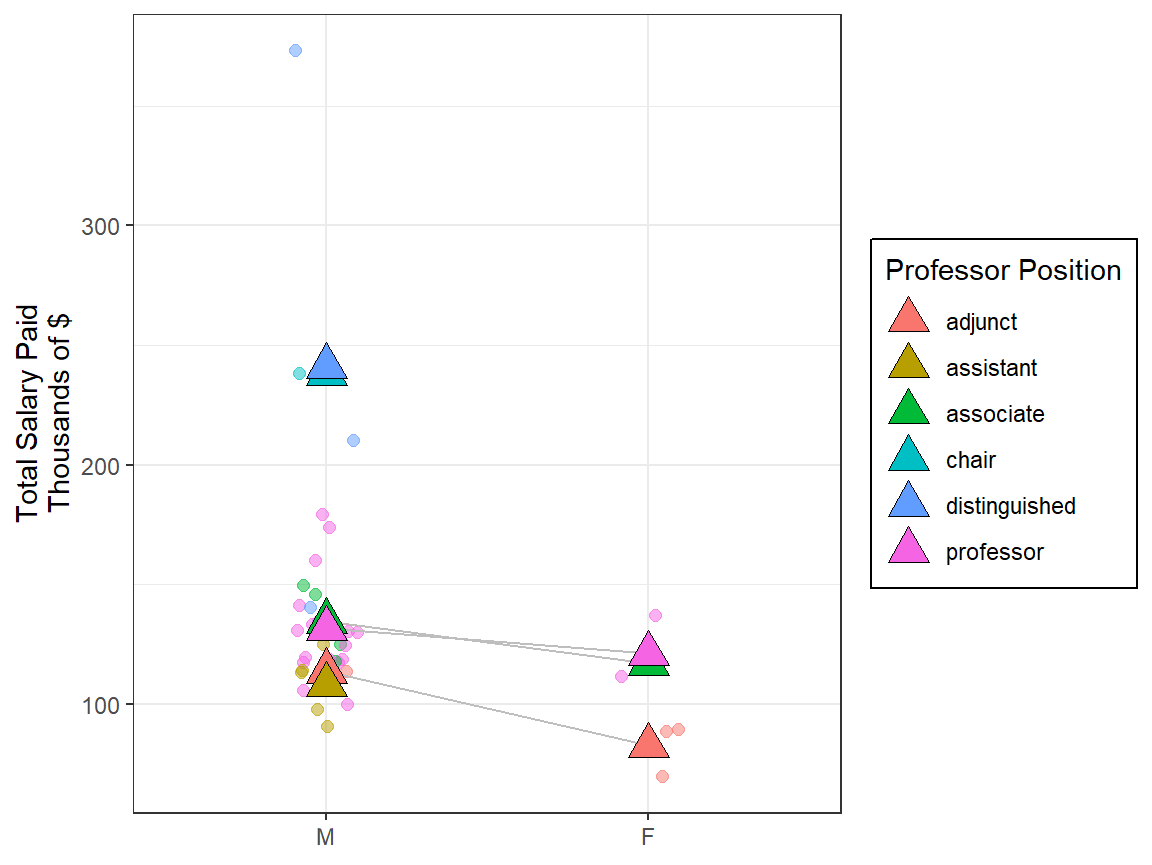 Total Salary Paid
Thousands of $
300
200
100
M
F
Professor Position
adjunct
assistant
associate
chair
distinguished
professor